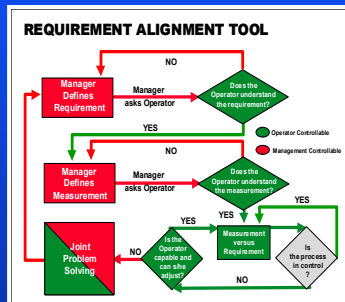 REQUIREMENT ALIGNMENT TOOL
NO
Manager
Defines
Requirement
Manager
asks Operator
Does the
Operator understand
the requirement?
YES
Operator Controllable
Management Controllable
NO
Manager
Defines
Measurement
Manager
asks Operator
Does the
Operator understand
the measurement?
YES
YES
YES
Joint
Problem
Solving
NO
Is the
Operator
capable and
can s/he
adjust?
Measurement
versus
Requirement
Is
the process
in control
?
NO